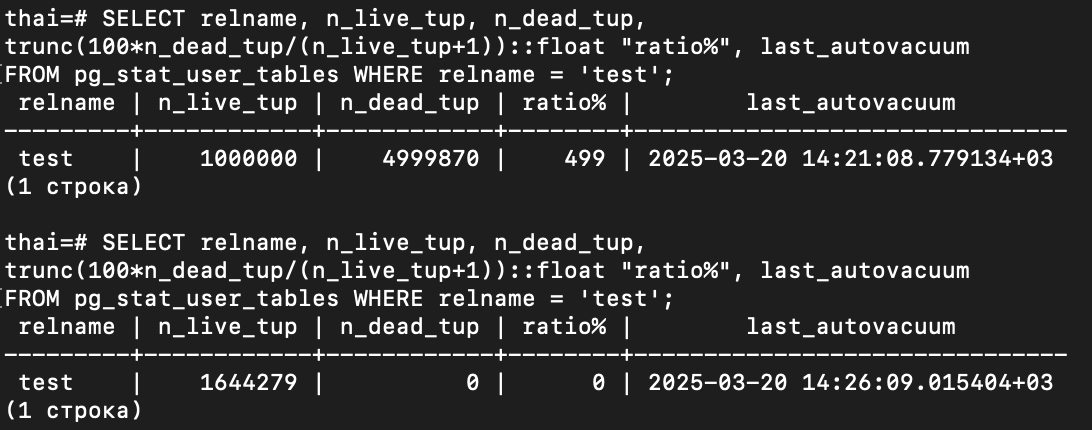 thai=# SELECT relname, n_live_tup, n_dead_tup,
trunc(100*n_dead_tup/(n_live_tup+1))::float "ratio%", last_autovacuum
FROM pg_stat_user_tables WHERE relname = 'test';
 relname | n_live_tup | n_dead_tup | ratio% |        last_autovacuum
---------+------------+------------+--------+-------------------------------
 test    |    1000000 |    4999870 |    499 | 2025-03-20 14:21:08.779134+03
(1 строка)
thai=# SELECT relname, n_live_tup, n_dead_tup,
trunc(100*n_dead_tup/(n_live_tup+1))::float "ratio%", last_autovacuum
FROM pg_stat_user_tables WHERE relname = 'test';
 relname | n_live_tup | n_dead_tup | ratio% |        last_autovacuum
---------+------------+------------+--------+-------------------------------
 test    |    1644279 |          0 |      0 | 2025-03-20 14:26:09.015404+03
(1 строка)